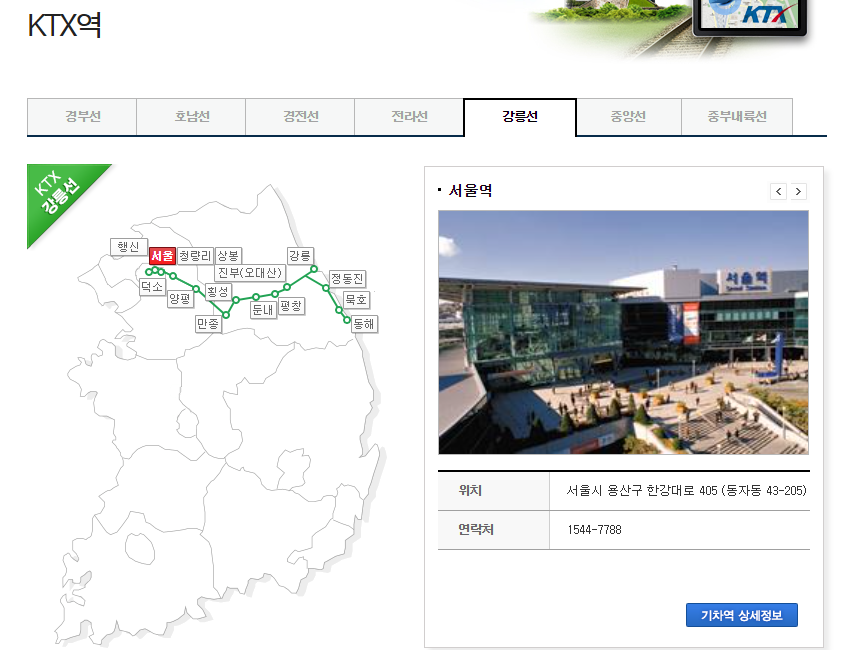 KTX역
KTX
경부선
호남선
경전선
전라선
강릉선
중앙선
중부내륙선
KTX
강릉선
행신
서울
청량리
상봉
강릉
진부(오대산)
정동진
덕소
양평
횡성
묵호
둔내
평창
만종
동해
서울역
서울역
위치
서울시 용산구 한강대로 405 (동자동 43-205)
연락처
1544-7788
기차역 상세정보